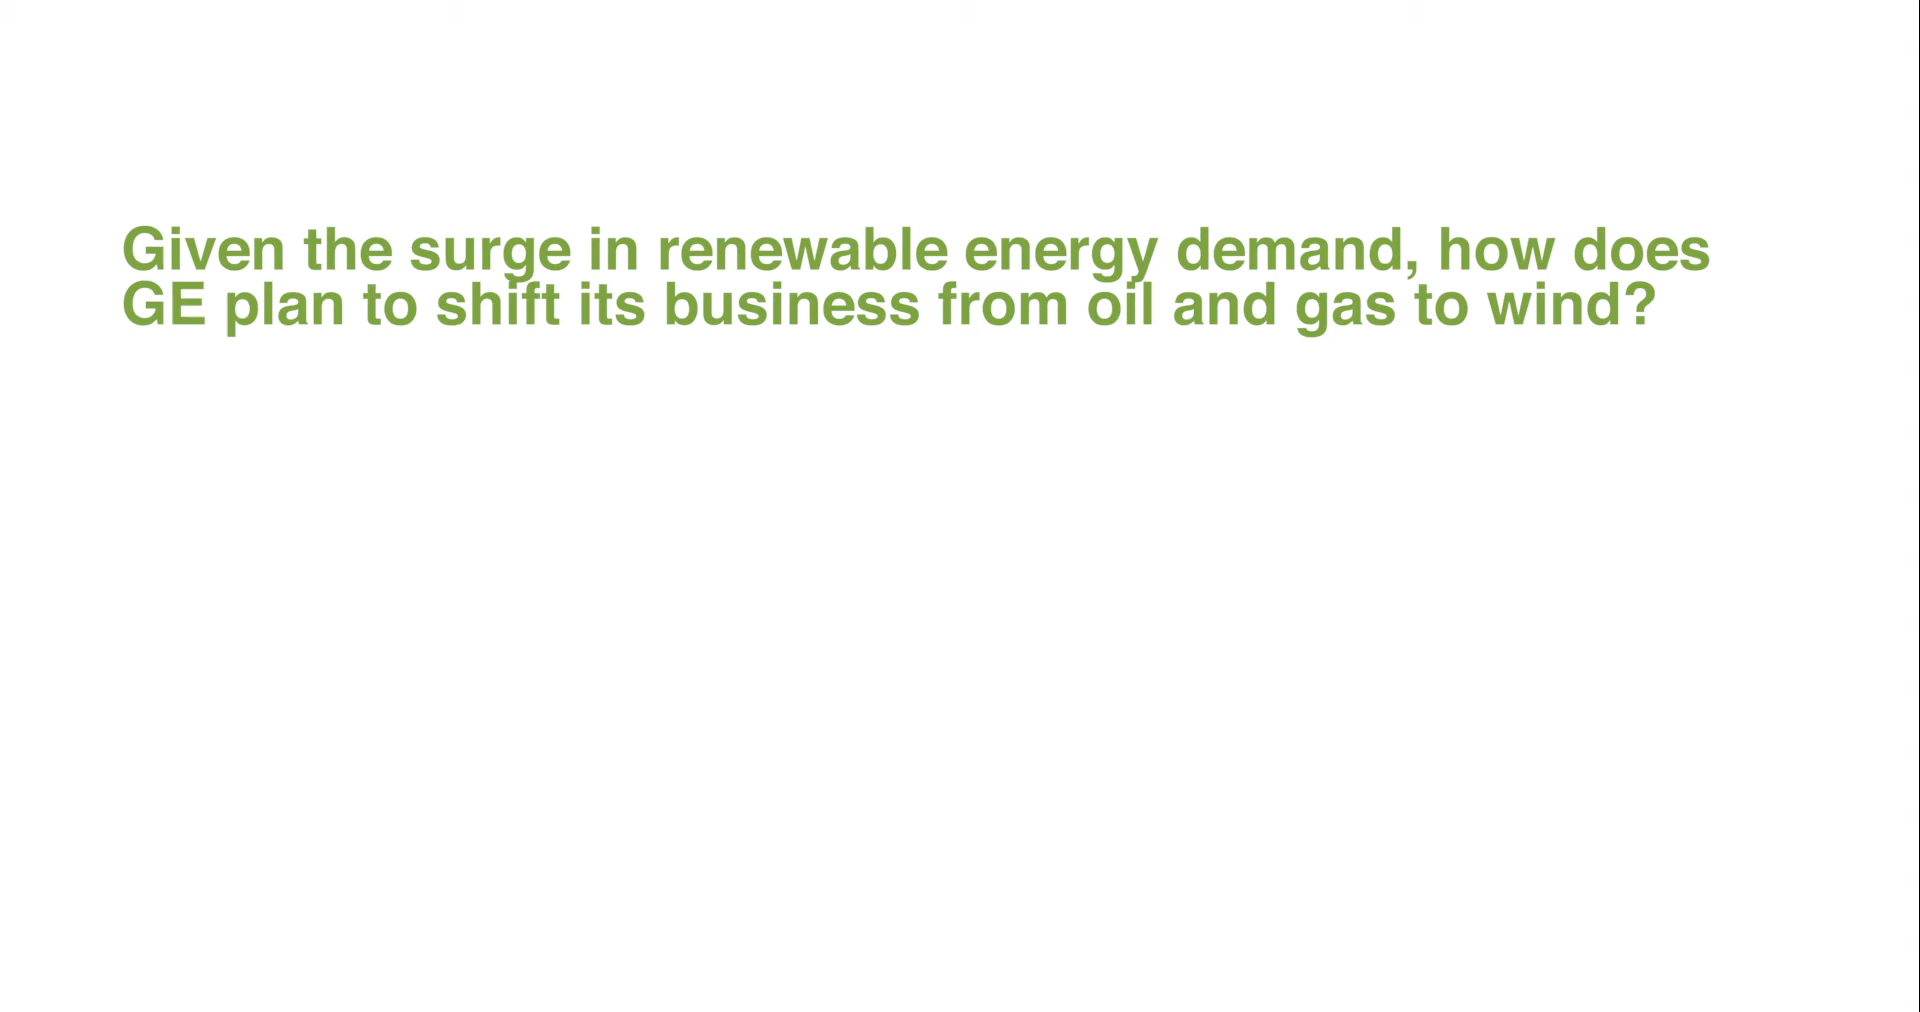 Given the surge in renewable energy demand, how does
GE plan to shift its business from oil and gas to wind?